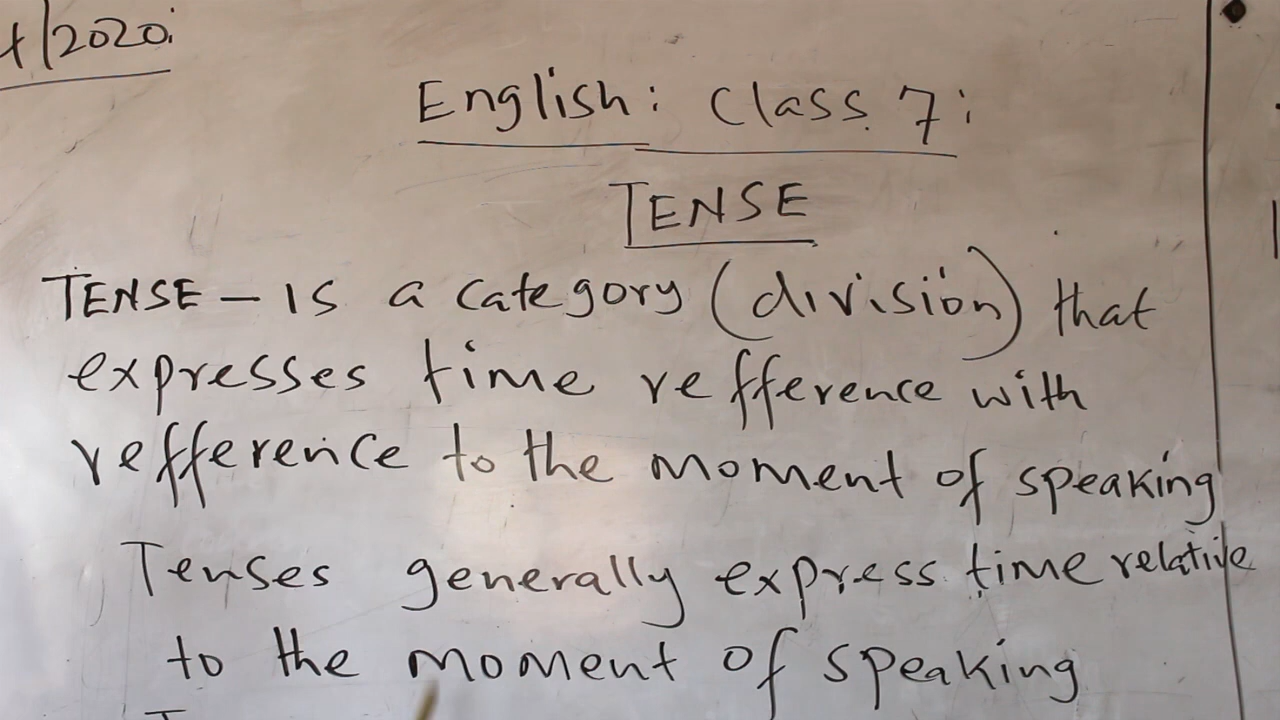 /2020:
English: Class 7:
TENSE
TENSE - IS a category (division) that
expresses time refference with
refference to the moment of speaking
Tenses generally express time relative
to the moment of speaking